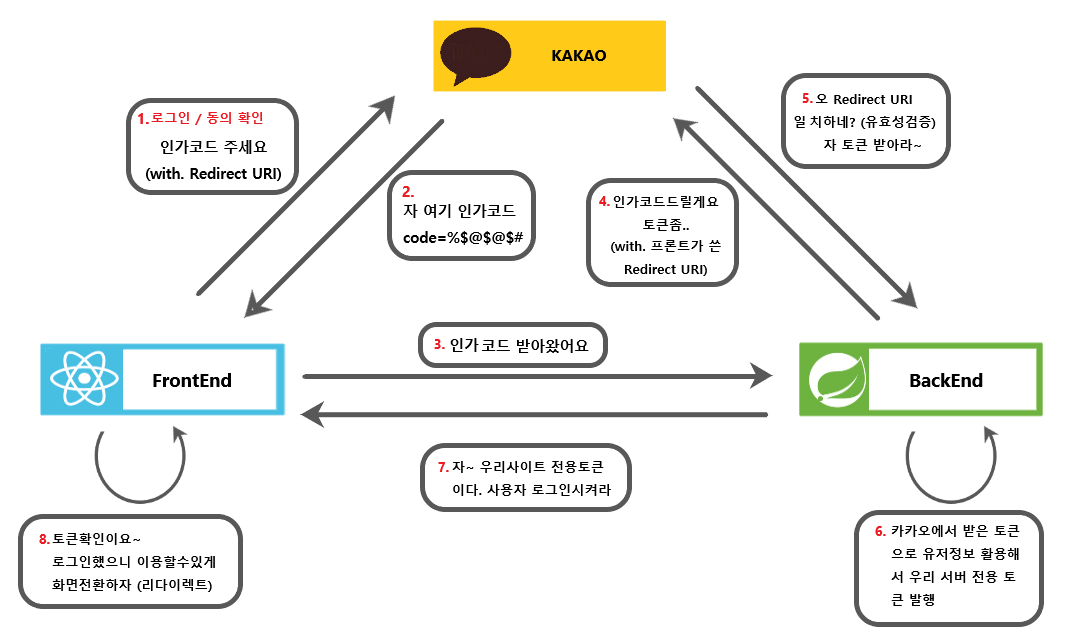 KAKAO
1.로그인 / 동의 확인
인가코드 주세요
(with. Redirect URI)
2.
자 여기 인가코드
code=%$@$@$#
5. 오 Redirect URI
일 치하네? (유효성검증)
자 토큰 받아라~
4. 인가코드드릴게요
토큰좀..
(with. 프론트가 쓴
Redirect URI)
3. 인가코드 받아왔어요
FrontEnd
BackEnd
7. 자~ 우리사이트 전용토큰
이다. 사용자 로그인시켜라
8. 토큰확인이요~
로그인했으니 이용할수있게
화면전환하자 (리다이렉트)
6. 카카오에서 받은 토큰
으로 유저정보 활용해
서 우리 서버 전용 토
큰 발행